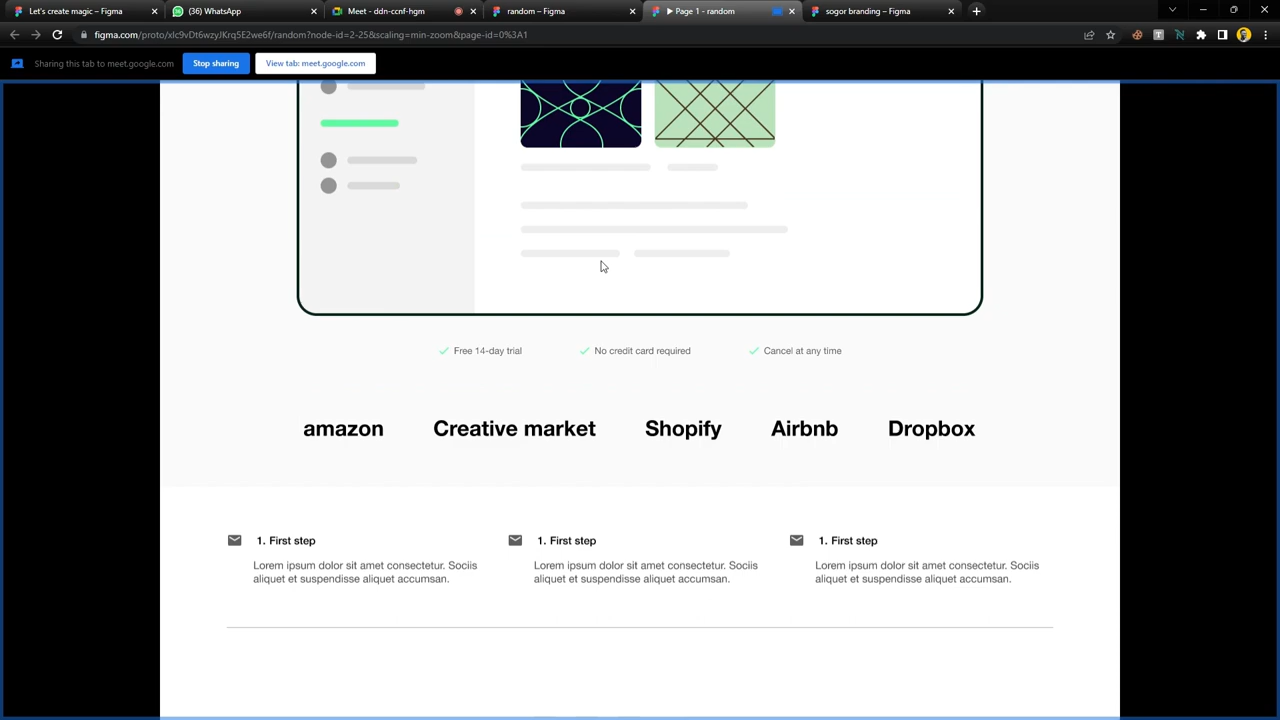 Let's create magic – Figma
(36) WhatsApp
Meet - ddn-ccnf-hgm
random – Figma
Page 1 - random
sogor branding – Figma
figma.com/proto/xlc9vDt6wzyJKrq5E2we6f/random?node-id=2-25&scaling=min-zoom&page-id=0%3A1
Sharing this tab to meet.google.com
Stop sharing
View tab: meet.google.com
Free 14-day trial
No credit card required
Cancel at any time
amazon
Creative market
Shopify
Airbnb
Dropbox
1. First step
Lorem ipsum dolor sit amet consectetur. Sociis
aliquet et suspendisse aliquet accumsan.
1. First step
Lorem ipsum dolor sit amet consectetur. Sociis
aliquet et suspendisse aliquet accumsan.
1. First step
Lorem ipsum dolor sit amet consectetur. Sociis
aliquet et suspendisse aliquet accumsan.